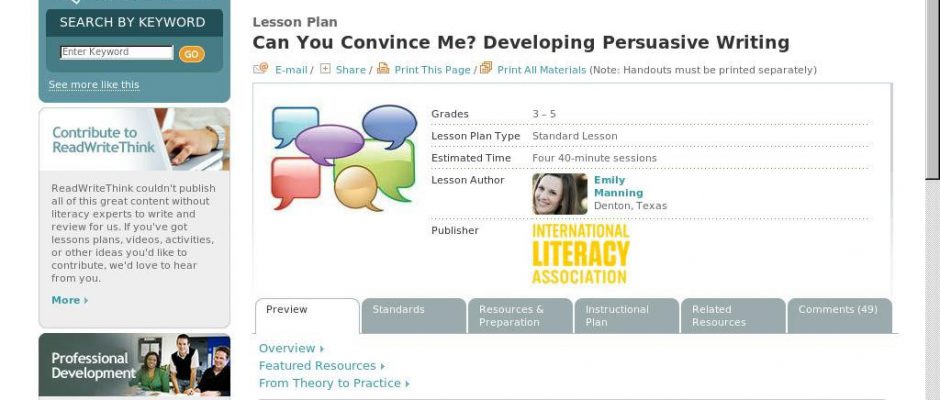 SEARCH BY KEYWORD
Enter Keyword
GO
See more like this
Contribute to
ReadWriteThink
ReadWriteThink couldn't publish
all of this great content without
literacy experts to write and
review for us. If you've got
lessons plans, videos, activities,
or other ideas you'd like to
contribute, we'd love to hear
from you.
More
Professional
Development
Lesson Plan
Can You Convince Me? Developing Persuasive Writing
E-mail / Share / Print This Page / Print All Materials (Note: Handouts must be printed separately)
Grades 3 – 5
Lesson Plan Type Standard Lesson
Estimated Time Four 40-minute sessions
Lesson Author Emily
Manning
Denton, Texas
Publisher INTERNATIONAL
LITERACY
ASSOCIATION
Preview
Standards
Resources &
Preparation
Instructional
Plan
Related
Resources
Comments (49)
Overview
Featured Resources
From Theory to Practice